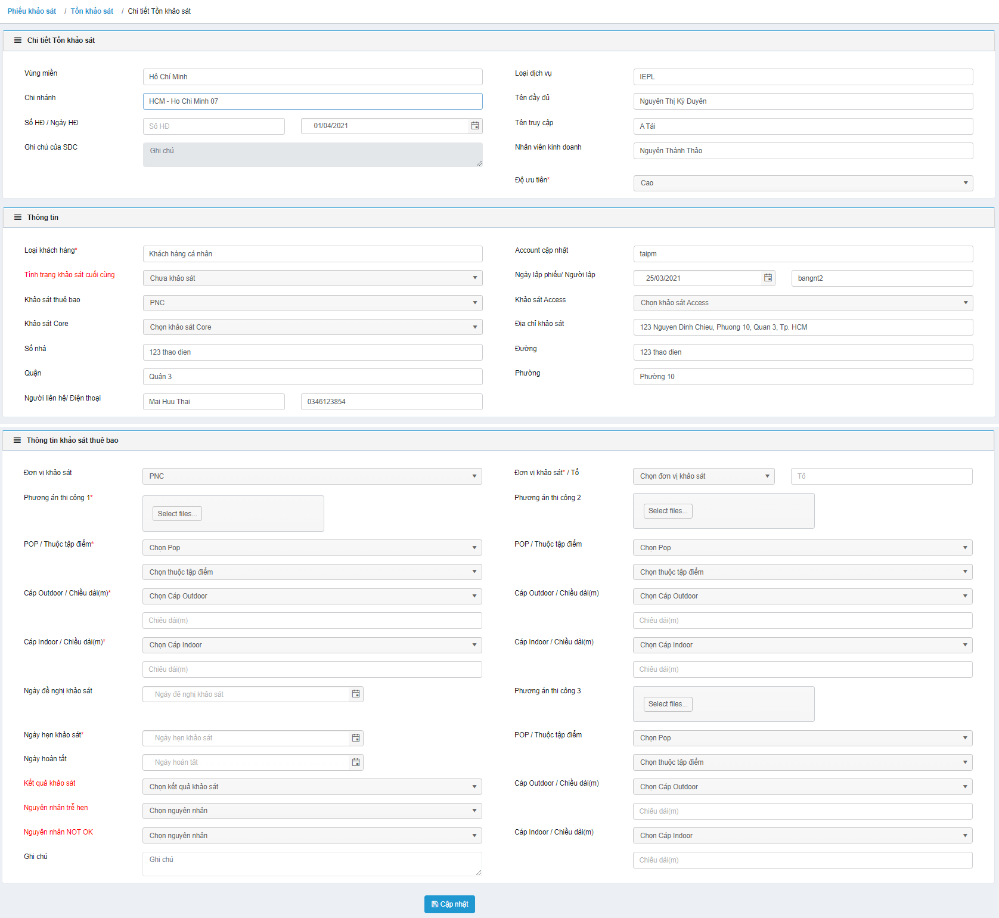 Phiếu khảo sát / Tồn khảo sát / Chi tiết Tồn khảo sát
Chi tiết Tồn khảo sát
Vùng miền Hồ Chí Minh Loại dịch vụ IEPL
Chi nhánh HCM - Ho Chi Minh 07 Tên đầy đủ Nguyễn Thị Kỳ Duyên
Số HĐ / Ngày HĐ Số HĐ 01/04/2021 Tên truy cập A Tài
Ghi chú của SDC Ghi chú Nhân viên kinh doanh Nguyễn Thành Thảo
Độ ưu tiên* Cao
Thông tin
Loại khách hàng* Khách hàng cá nhân Account cập nhật taipm
Tình trạng khảo sát cuối cùng Chưa khảo sát Ngày lập phiếu/ Người lập 25/03/2021 bangnt2
Khảo sát thuê bao PNC Khảo sát Access Chọn khảo sát Access
Khảo sát Core Chọn khảo sát Core Địa chỉ khảo sát 123 Nguyen Dinh Chieu, Phuong 10, Quan 3, Tp. HCM
Số nhà 123 thao dien Đường 123 thao dien
Quận Quận 3 Phường Phường 10
Người liên hệ/ Điện thoại Mai Huu Thai 0346123854
Thông tin khảo sát thuê bao
Đơn vị khảo sát PNC Đơn vị khảo sát* / Tổ Chọn đơn vị khảo sát Tổ
Phương án thi công 1* Select files... Phương án thi công 2 Select files...
POP / Thuộc tập điểm* Chọn Pop POP / Thuộc tập điểm Chọn Pop
Chọn thuộc tập điểm Chọn thuộc tập điểm
Cáp Outdoor / Chiều dài(m)* Chọn Cáp Outdoor Cáp Outdoor / Chiều dài(m) Chọn Cáp Outdoor
Chiều dài(m) Chiều dài(m)
Cáp Indoor / Chiều dài(m)* Chọn Cáp Indoor Cáp Indoor / Chiều dài(m) Chọn Cáp Indoor
Chiều dài(m) Chiều dài(m)
Ngày đề nghị khảo sát Ngày đề nghị khảo sát Phương án thi công 3 Select files...
Ngày hẹn khảo sát* Ngày hẹn khảo sát POP / Thuộc tập điểm Chọn Pop
Ngày hoàn tất Ngày hoàn tất Chọn thuộc tập điểm
Kết quả khảo sát Chọn kết quả khảo sát Cáp Outdoor / Chiều dài(m) Chọn Cáp Outdoor
Nguyên nhân trễ hẹn Chọn nguyên nhân Chiều dài(m)
Nguyên nhân NOT OK Chọn nguyên nhân Cáp Indoor / Chiều dài(m) Chọn Cáp Indoor
Ghi chú Ghi chú Chiều dài(m)
Cập nhật